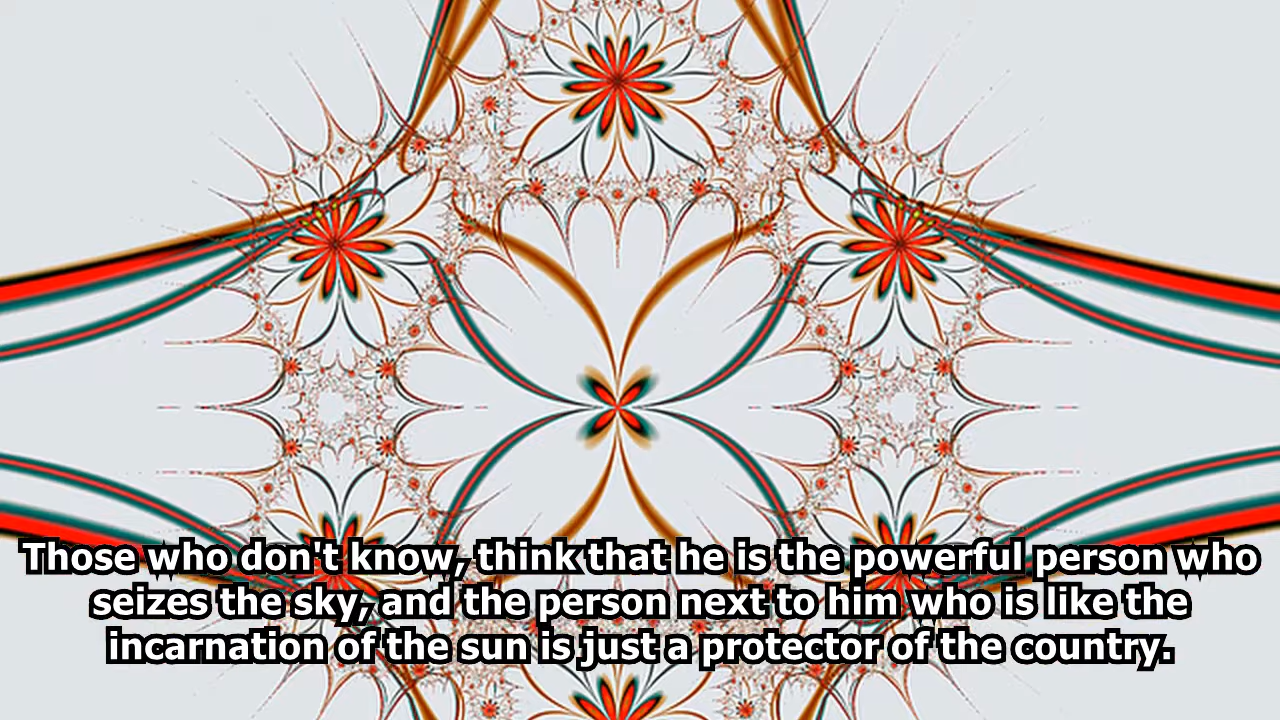 Those who don't know, think that he is the powerful person who
seizes the sky, and the person next to him who is like the
incarnation of the sun is just a protector of the country.